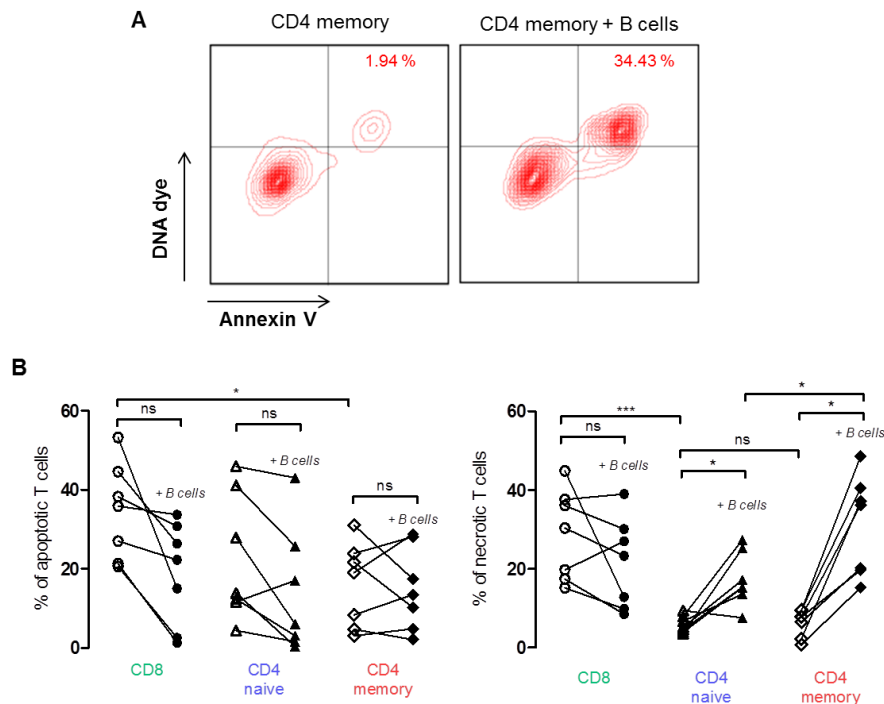 A
CD4 memory
CD4 memory + B cells
1.94 %
34.43 %
DNA dye
Annexin V
B
% of apoptotic T cells
60
40
20
0
*
ns
ns
ns
+ B cells
+ B cells
+ B cells
CD8
CD4
naive
CD4
memory
% of necrotic T cells
60
40
20
0
***
ns
ns
*
*
*
+ B cells
+ B cells
+ B cells
CD8
CD4
naive
CD4
memory